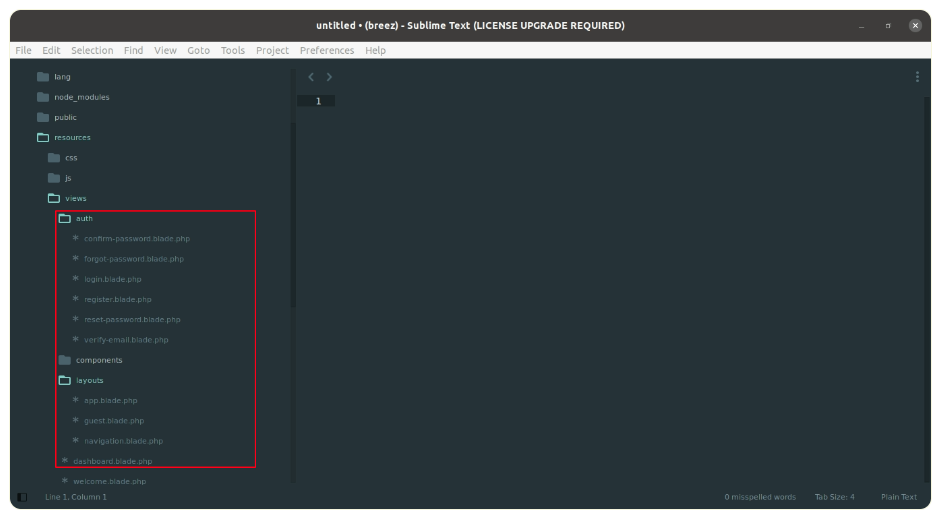 untitled • (breez) - Sublime Text (LICENSE UPGRADE REQUIRED)
File Edit Selection Find View Goto Tools Project Preferences Help
lang
node_modules
public
resources
css
js
views
auth
* confirm-password.blade.php
* forgot-password.blade.php
* login.blade.php
* register.blade.php
* reset-password.blade.php
* verify-email.blade.php
components
layouts
* app.blade.php
* guest.blade.php
* navigation.blade.php
* dashboard.blade.php
* welcome.blade.php
1
Line 1, Column 1
0 misspelled words Tab Size: 4 Plain Text